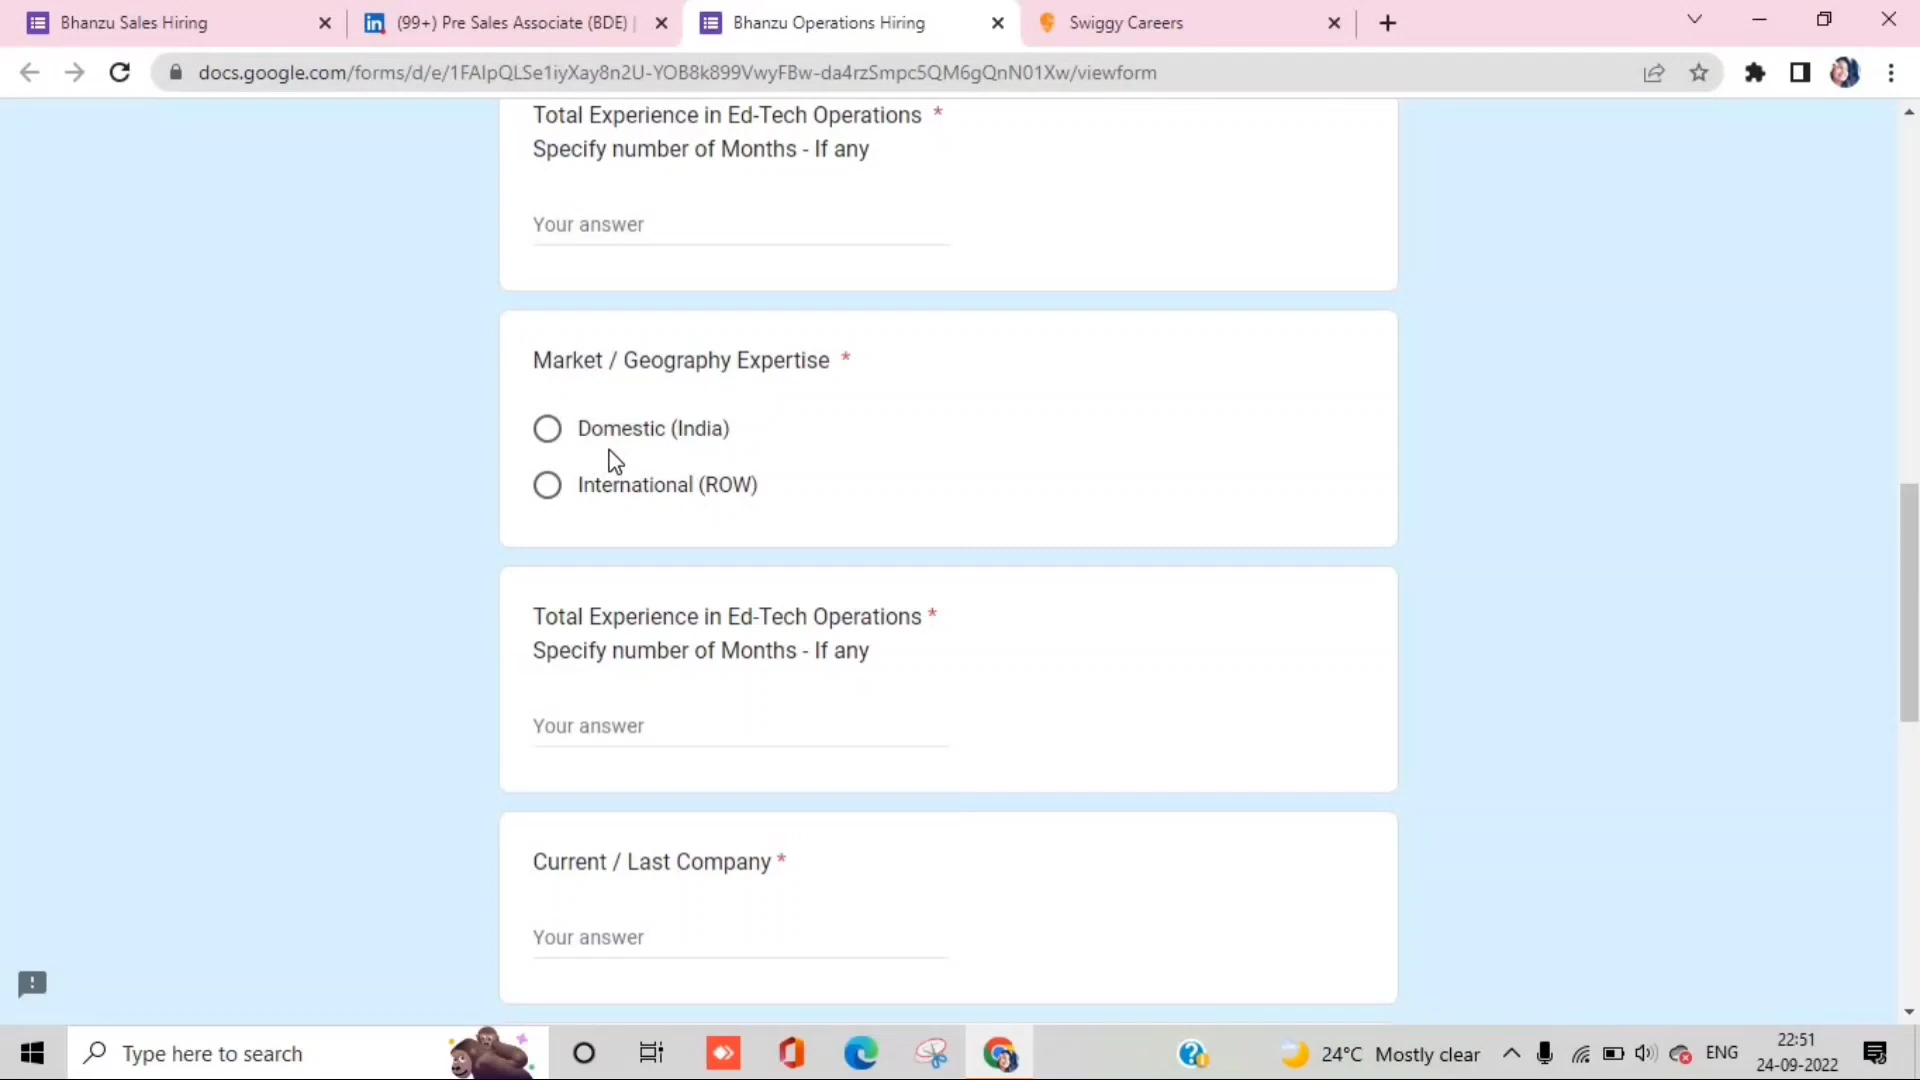 Bhanzu Sales Hiring
(99+) Pre Sales Associate (BDE) |
Bhanzu Operations Hiring
Swiggy Careers
docs.google.com/forms/d/e/1FAIpQLSe1iyXay8n2U-YOB8k899VwyFBw-da4rzSmpc5QM6gQnN01Xw/viewform
Total Experience in Ed-Tech Operations *
Specify number of Months - If any
Your answer
Market / Geography Expertise *
Domestic (India)
International (ROW)
Total Experience in Ed-Tech Operations *
Specify number of Months - If any
Your answer
Current / Last Company *
Your answer
Type here to search
24°C Mostly clear
ENG
22:51
24-09-2022